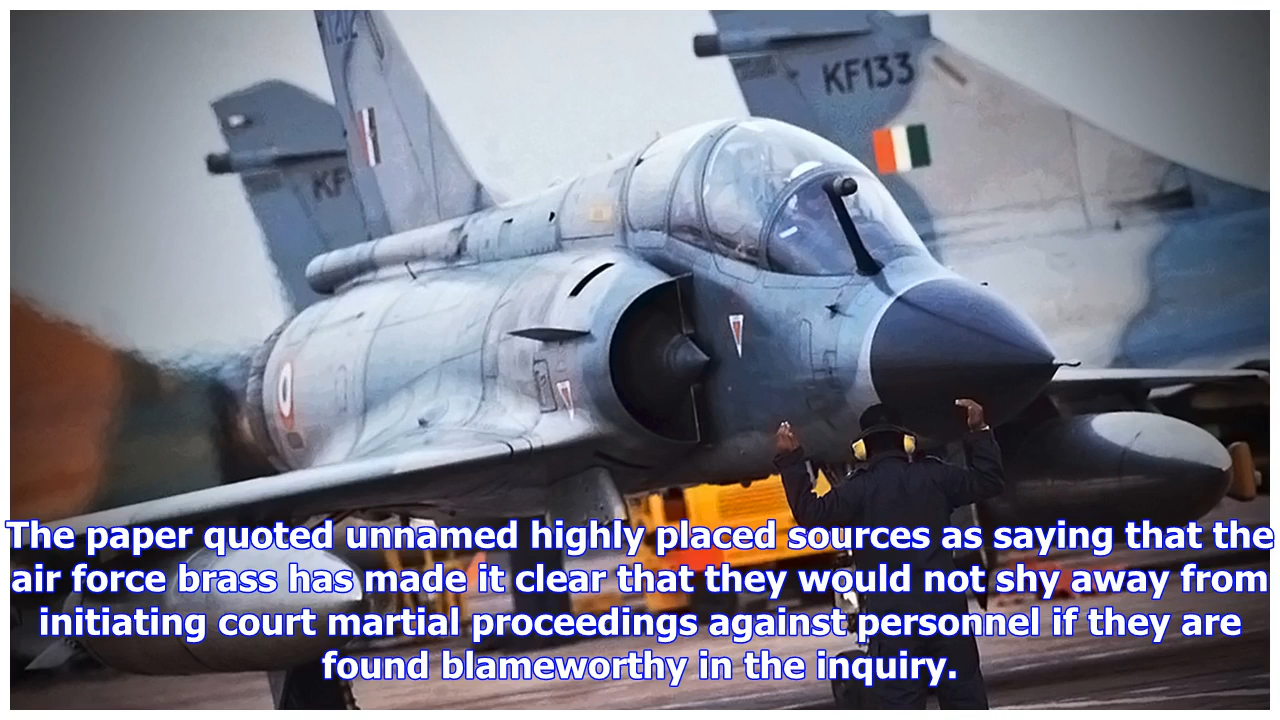 KF133
KF
The paper quoted unnamed highly placed sources as saying that the
air force brass has made it clear that they would not shy away from
initiating court martial proceedings against personnel if they are
found blameworthy in the inquiry.